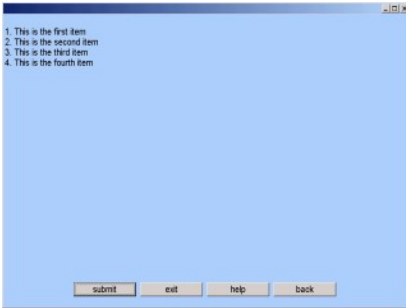 1. This is the first item
2. This is the second item
3. This is the third item
4. This is the fourth item
submit exit help back